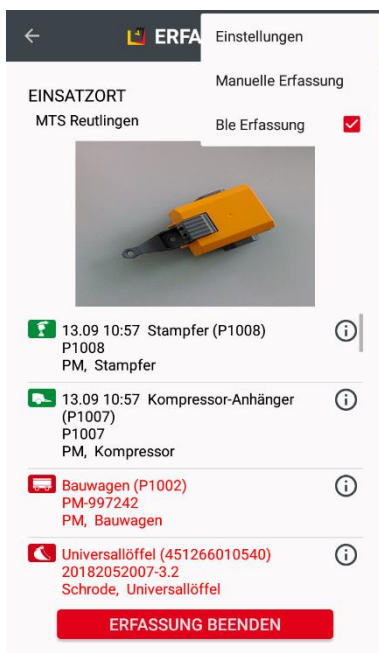 ERFA
Einstellungen
Manuelle Erfassung
Ble Erfassung
EINSATZORT
MTS Reutlingen
13.09 10:57 Stampfer (P1008)
P1008
PM, Stampfer
13.09 10:57 Kompressor-Anhänger
(P1007)
P1007
PM, Kompressor
Bauwagen (P1002)
PM-997242
PM, Bauwagen
Universallöffel (451266010540)
20182052007-3.2
Schrode, Universallöffel
ERFASSUNG BEENDEN